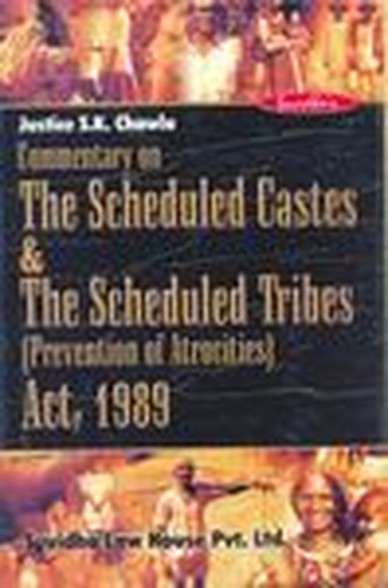 Justice S.K. Chawla
Commentary on
The Scheduled Castes
&
The Scheduled Tribes
(Prevention of Atrocities)
Act, 1989
Suvidha Law House Pvt. Ltd.